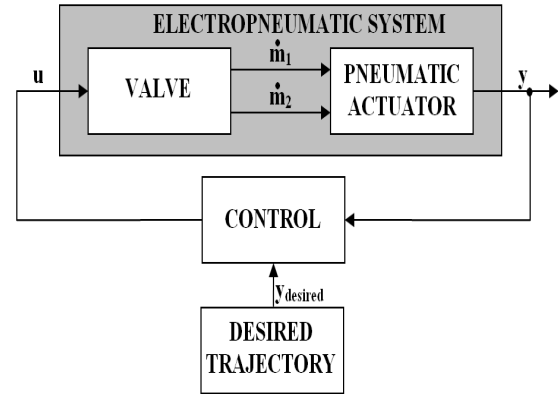 ELECTROPNEUMATIC SYSTEM
u
VALVE
ṁ1
ṁ2
PNEUMATIC
ACTUATOR
y
CONTROL
ydesired
DESIRED
TRAJECTORY